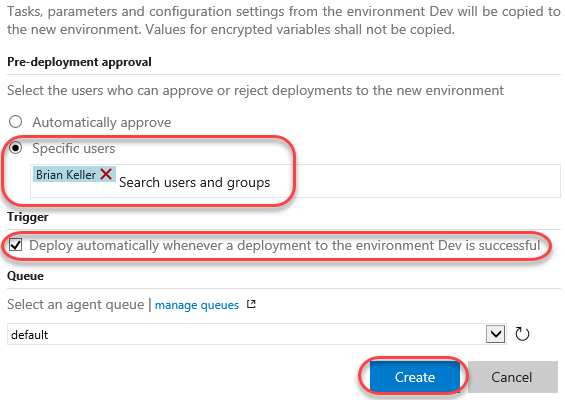 Tasks, parameters and configuration settings from the environment Dev will be copied to
the new environment. Values for encrypted variables shall not be copied.
Pre-deployment approval
Select the users who can approve or reject deployments to the new environment
Automatically approve
Specific users
Brian Keller Search users and groups
Trigger
Deploy automatically whenever a deployment to the environment Dev is successful
Queue
Select an agent queue | manage queues
default
Create Cancel